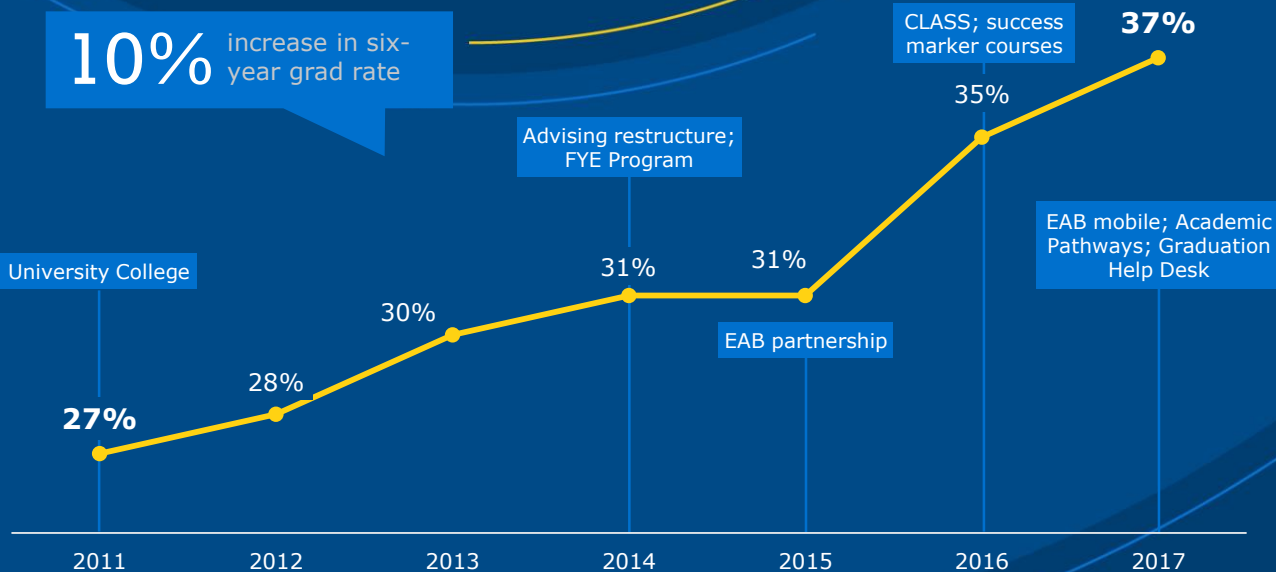 10% increase in six-
year grad rate
CLASS; success
marker courses
37%
35%
Advising restructure;
FYE Program
EAB mobile; Academic
Pathways; Graduation
Help Desk
University College
31%
31%
30%
EAB partnership
28%
27%
2011 2012 2013 2014 2015 2016 2017